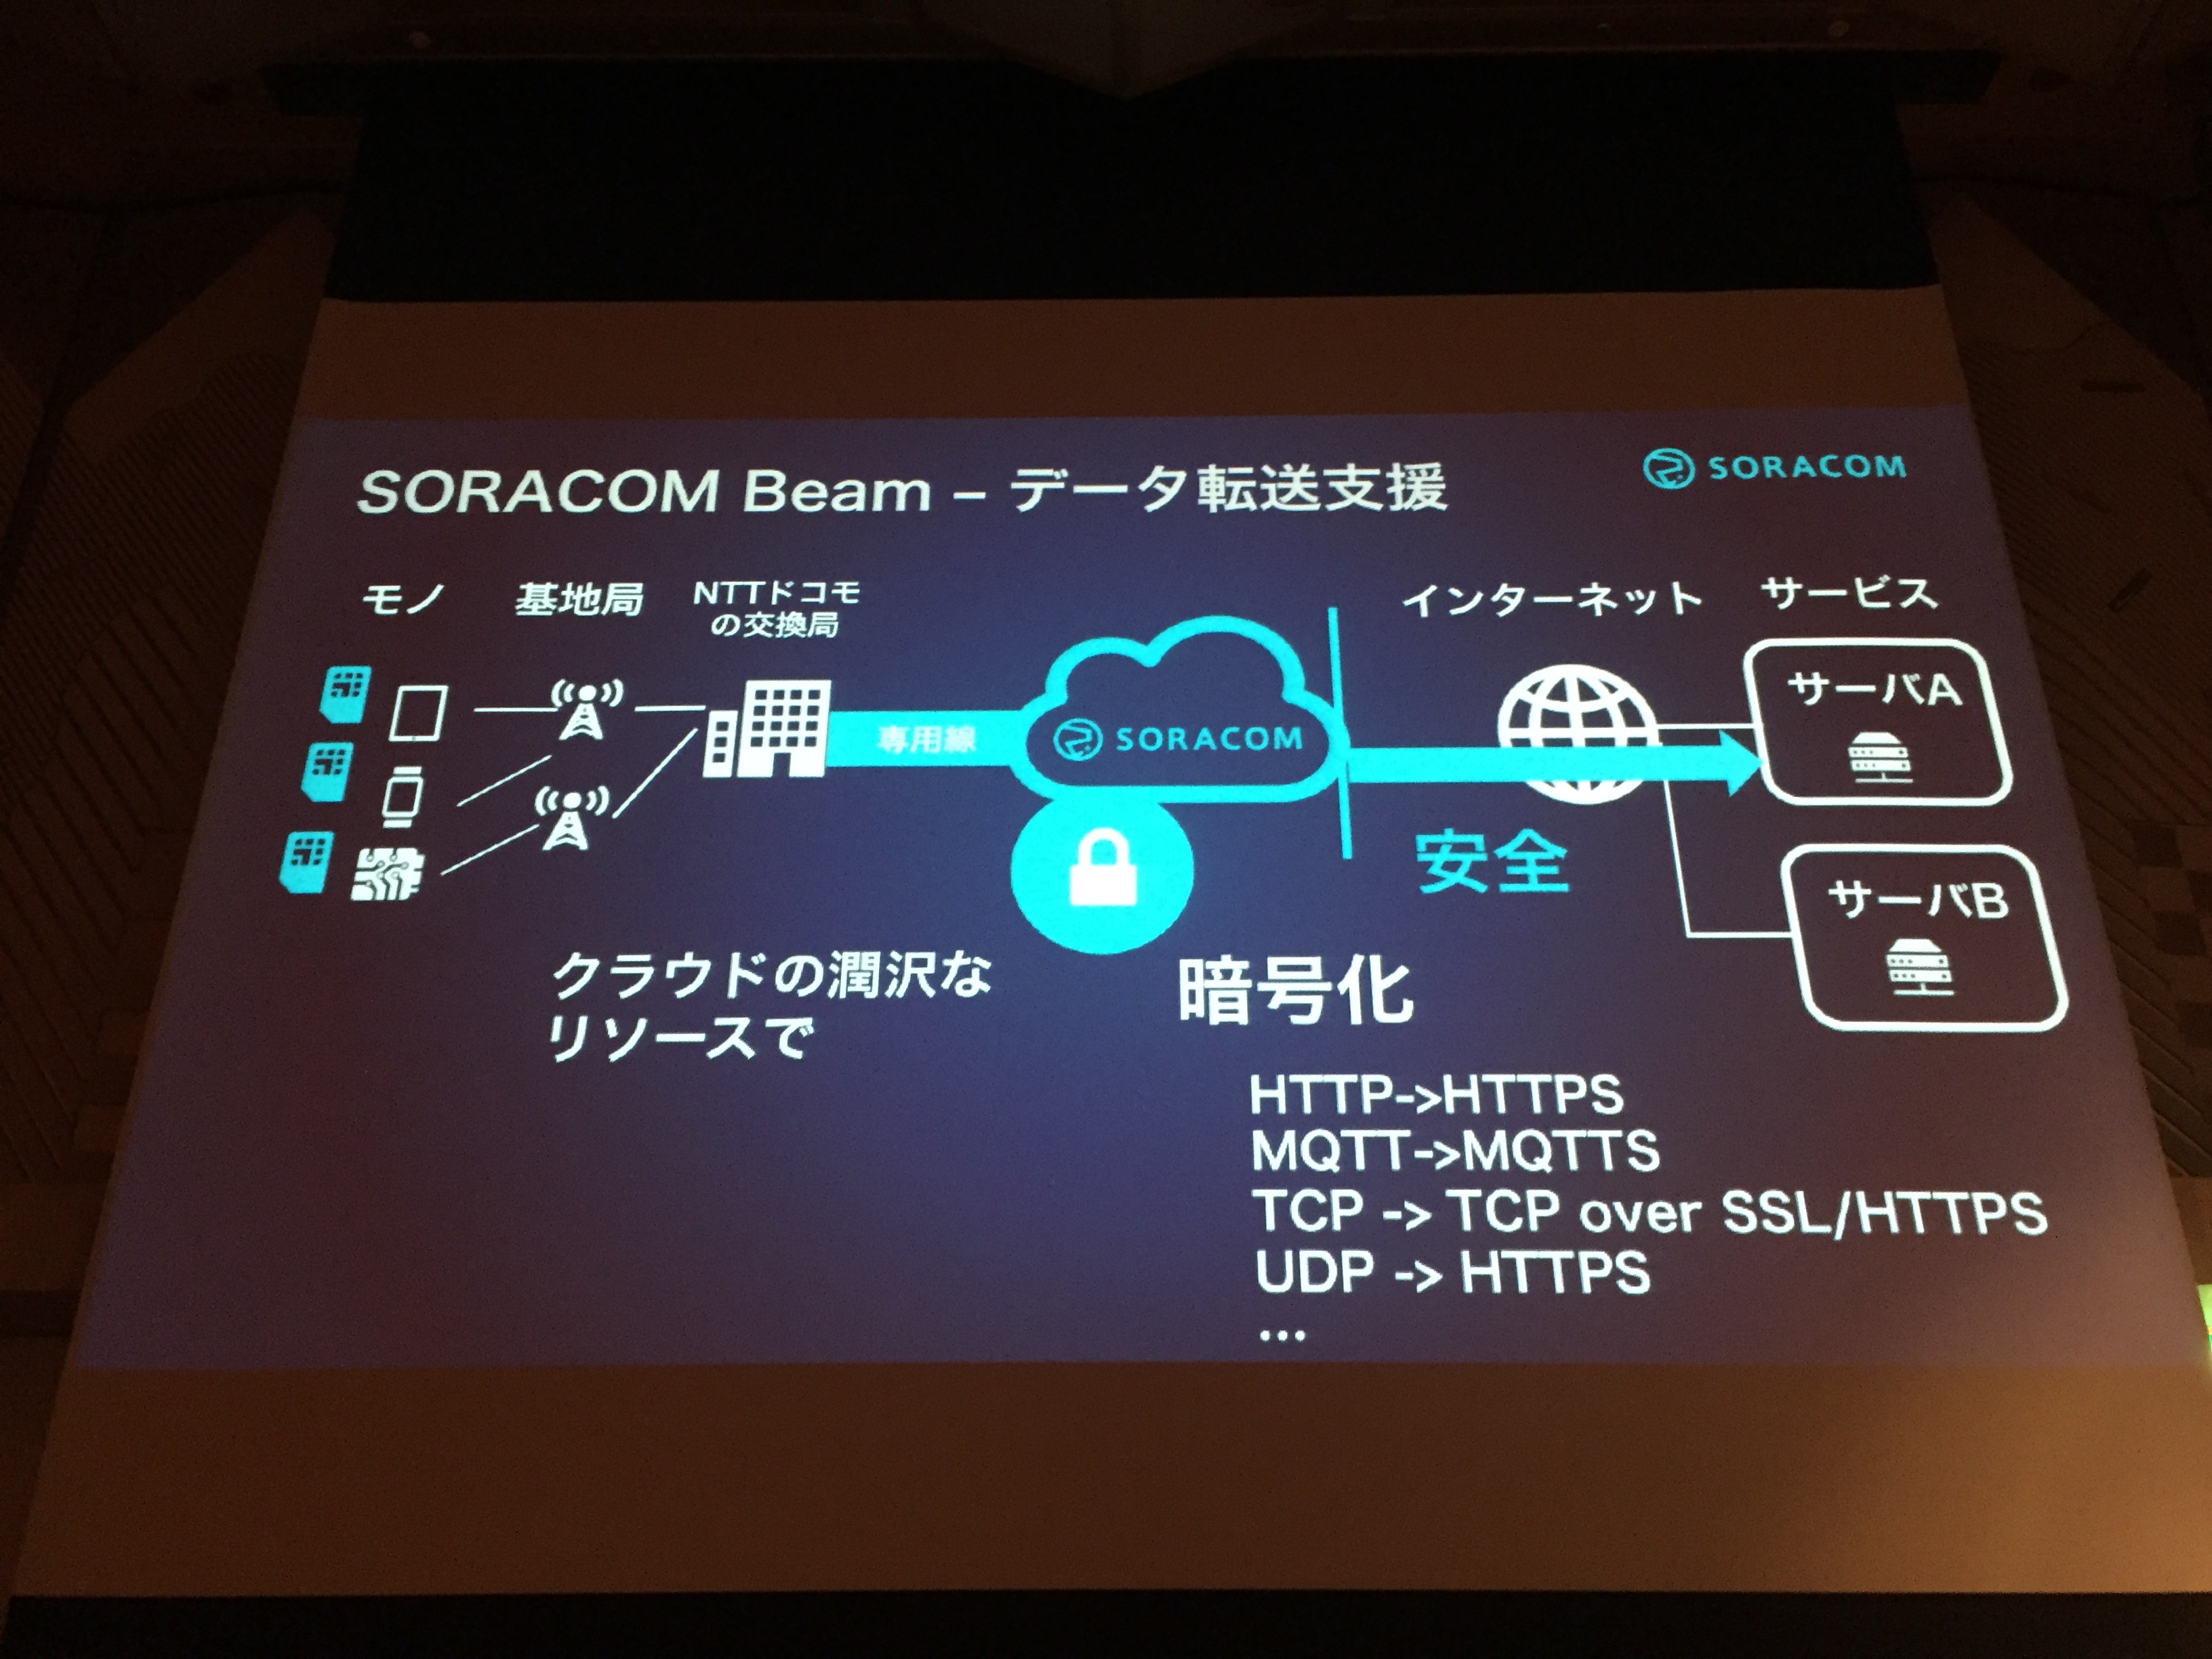 SORACOM Beam – データ転送支援
SORACOM
モノ
基地局
NTTドコモ
の交換局
インターネット
サービス
専用線
SORACOM
サーバA
安全
サーバB
クラウドの潤沢な
リソースで
暗号化
HTTP->HTTPS
MQTT->MQTTS
TCP -> TCP over SSL/HTTPS
UDP -> HTTPS
...